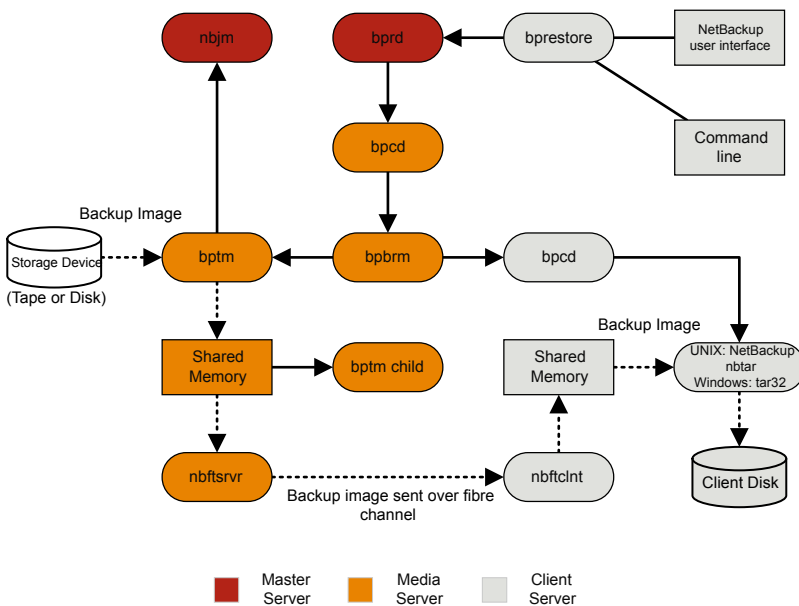 nbjm
bprd
bprestore
NetBackup
user interface
bpcd
Command
line
Backup Image
Storage Device
(Tape or Disk)
bptm
bpbrm
bpcd
Backup Image
Shared
Memory
bptm child
Shared
Memory
UNIX: NetBackup
nbtar
Windows: tar32
nbftsrvr
Backup image sent over fibre
channel
nbftclnt
Client Disk
Master
Server
Media
Server
Client
Server